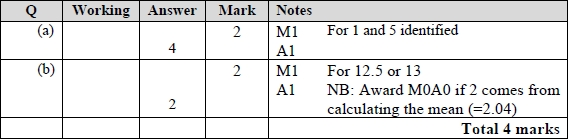 Q Working Answer Mark Notes
(a) 2 M1 For 1 and 5 identified
4 A1
(b) 2 M1 For 12.5 or 13
2 A1 NB: Award M0A0 if 2 comes from
calculating the mean (=2.04)
Total 4 marks